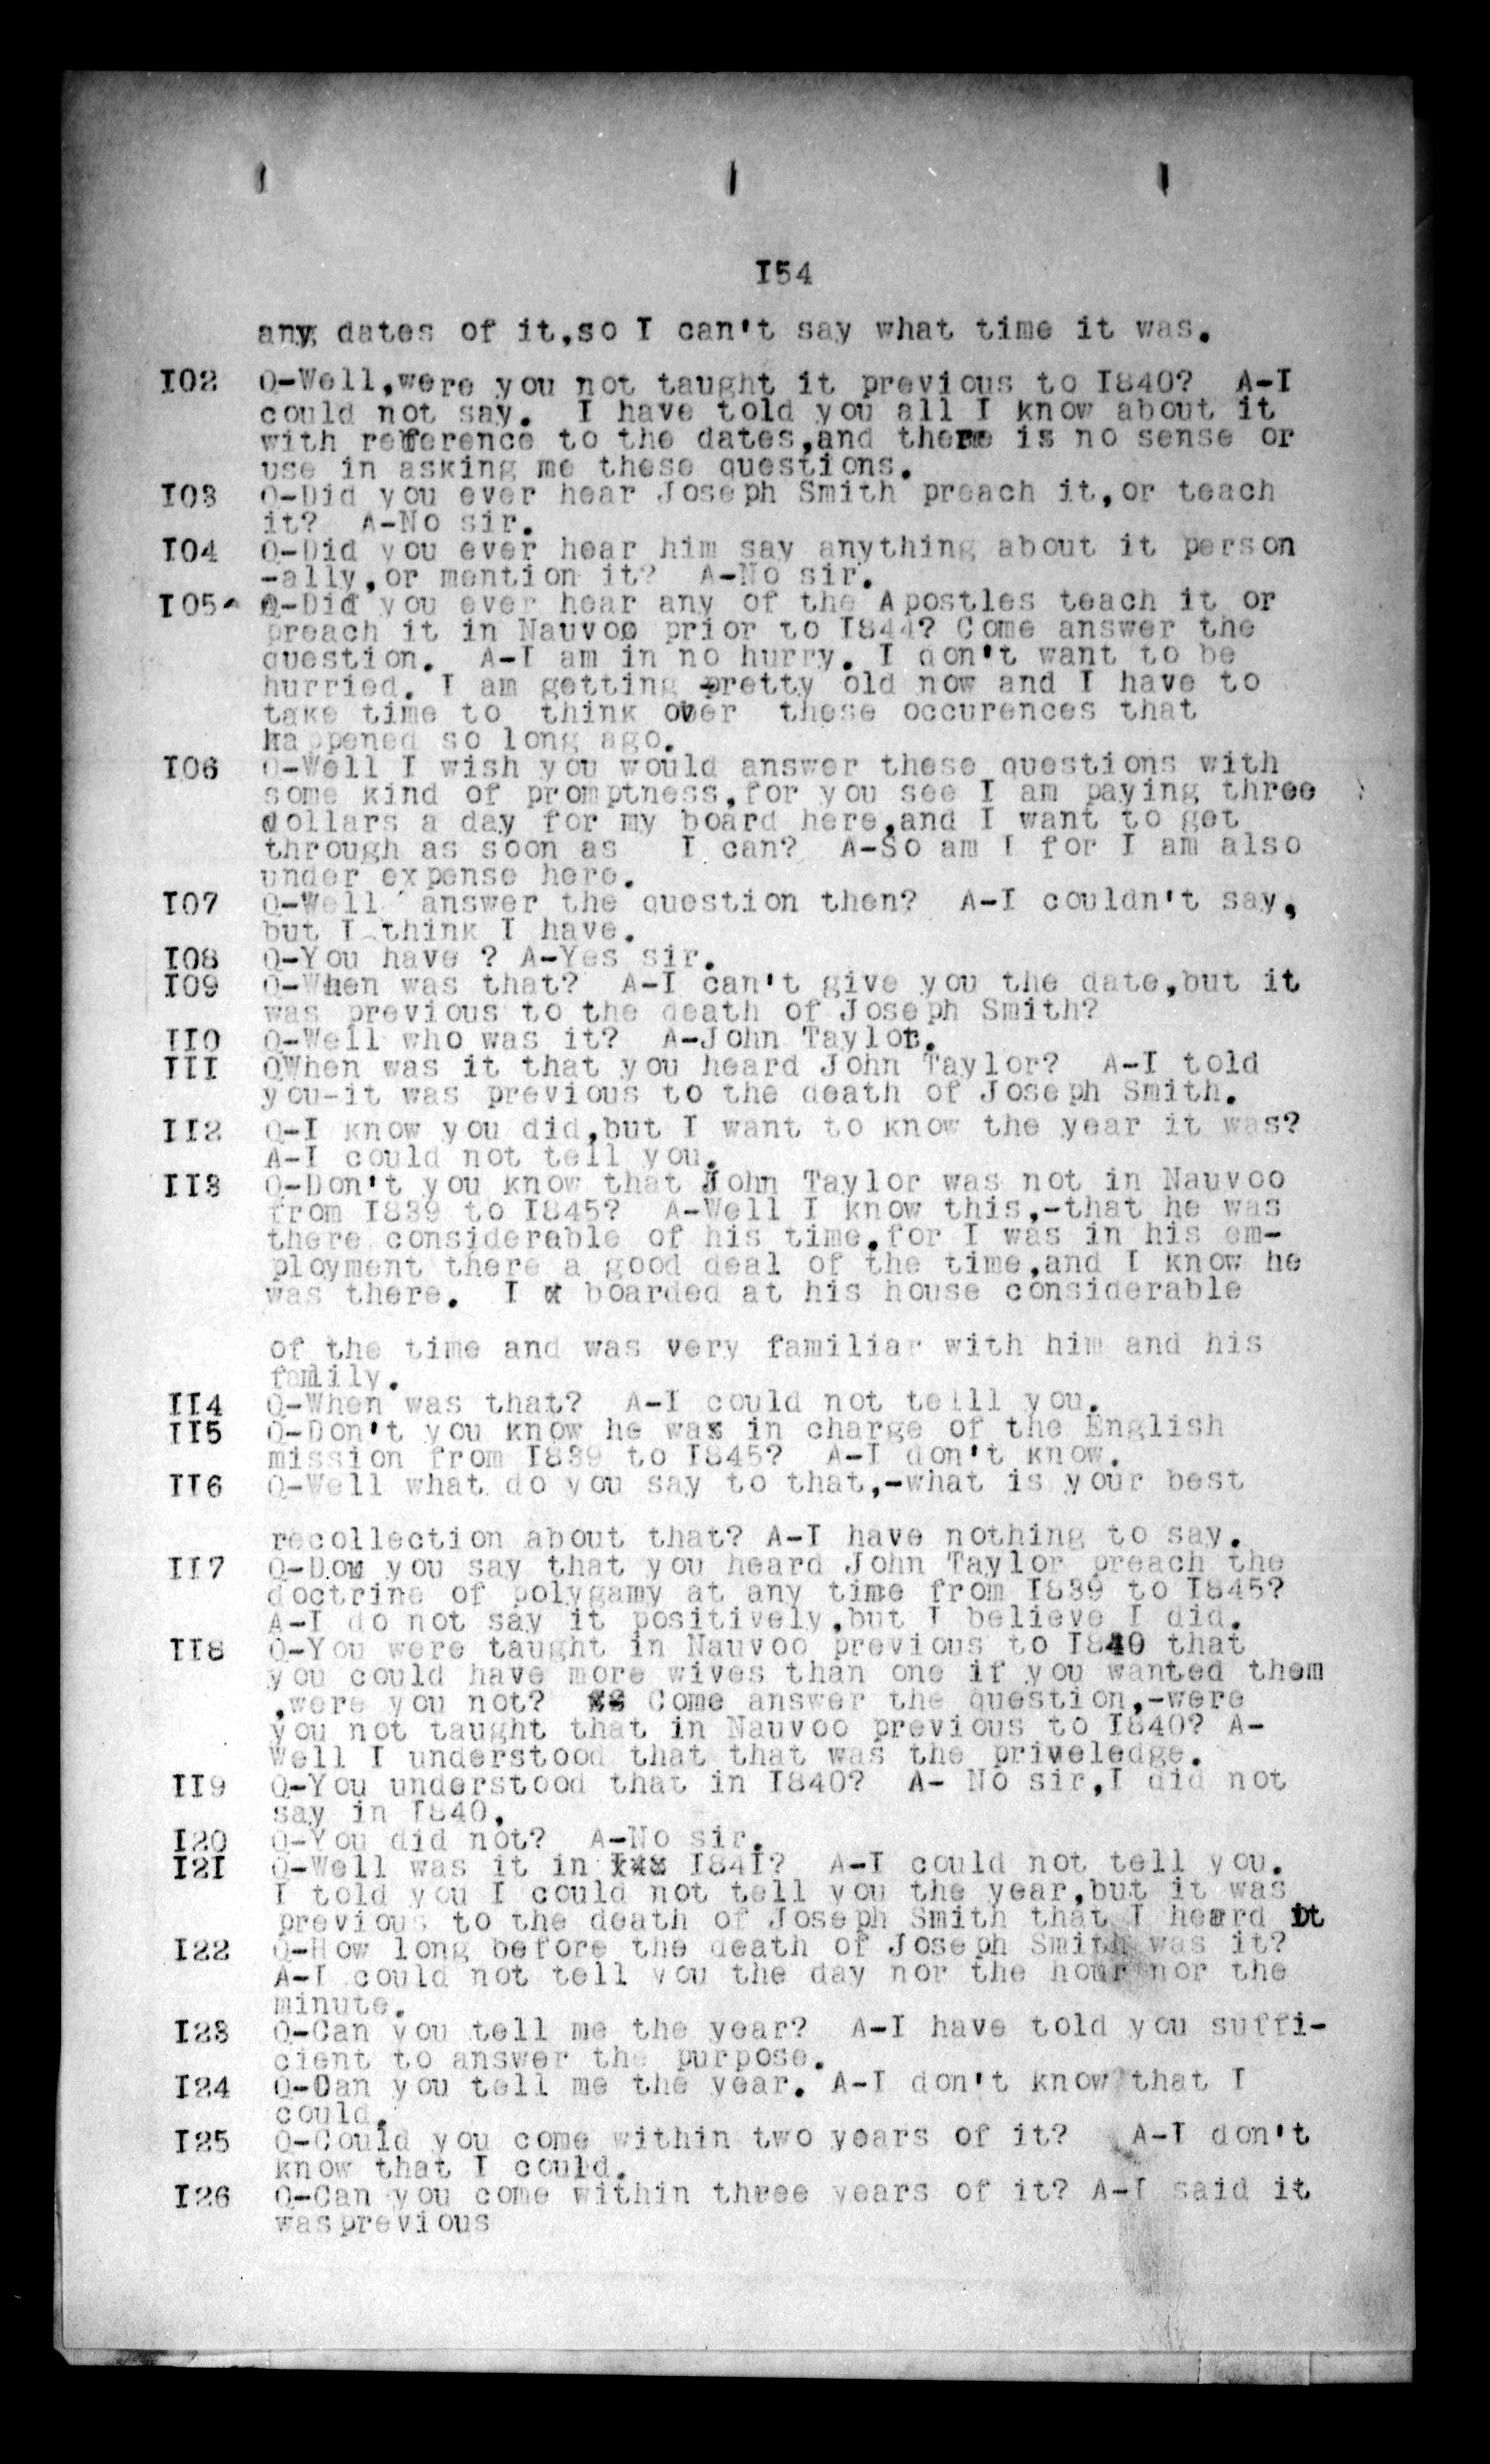 I54
any dates of it,so I can't say what time it was.
I02 Q-Well,were you not taught it previous to I840? A-I
could not say. I have told you all I know about it
with refference to the dates,and there is no sense or
use in asking me these questions.
I03 Q-Did you ever hear Joseph Smith preach it,or teach
it? A-No sir.
I04 Q-Did you ever hear him say anything about it person
-ally,or mention it? A-No sir.
I05 Q-Did you ever hear any of the Apostles teach it or
preach it in Nauvoo prior to I844? Come answer the
question. A-I am in no hurry. I don't want to be
hurried. I am getting pretty old now and I have to
take time to think over these occurences that
happened so long ago.
I06 Q-Well I wish you would answer these questions with
some kind of promptness,for you see I am paying three
dollars a day for my board here,and I want to get
through as soon as I can? A-So am I for I am also
under expense here.
I07 Q-Well answer the question then? A-I couldn't say,
but I think I have.
I08 Q-You have ? A-Yes sir.
I09 Q-When was that? A-I can't give you the date,but it
was previous to the death of Joseph Smith?
II0 Q-Well who was it? A-John Taylor.
III QWhen was it that you heard John Taylor? A-I told
you-it was previous to the death of Joseph Smith.
II2 Q-I know you did,but I want to know the year it was?
A-I could not tell you.
II3 Q-Don't you know that John Taylor was not in Nauvoo
from I839 to I845? A-Well I know this,-that he was
there considerable of his time,for I was in his em-
ployment there a good deal of the time,and I know he
was there. I x boarded at his house considerable
of the time and was very familiar with him and his
family.
II4 Q-When was that? A-I could not telll you.
II5 Q-Don't you know he was in charge of the English
mission from I839 to I845? A-I don't know.
II6 Q-Well what do you say to that,-what is your best
recollection about that? A-I have nothing to say.
II7 Q-Dow you say that you heard John Taylor preach the
doctrine of polygamy at any time from I839 to I845?
A-I do not say it positively,but I believe I did.
II8 Q-You were taught in Nauvoo previous to I840 that
you could have more wives than one if you wanted them
,were you not? Come answer the question,-were
you not taught that in Nauvoo previous to I840? A-
Well I understood that that was the priveledge.
II9 Q-You understood that in I840? A- No sir,I did not
say in I840.
I20 Q-You did not? A-No sir.
I2I Q-Well was it in xxx I84I? A-I could not tell you.
I told you I could not tell you the year,but it was
previous to the death of Joseph Smith that I heard it
I22 Q-How long before the death of Joseph Smith was it?
A-I could not tell you the day nor the hour nor the
minute.
I23 Q-Can you tell me the year? A-I have told you suffi-
cient to answer the purpose.
I24 Q-Can you tell me the year. A-I don't know that I
could.
I25 Q-Could you come within two years of it? A-I don't
know that I could.
I26 Q-Can you come within three years of it? A-I said it
was previous